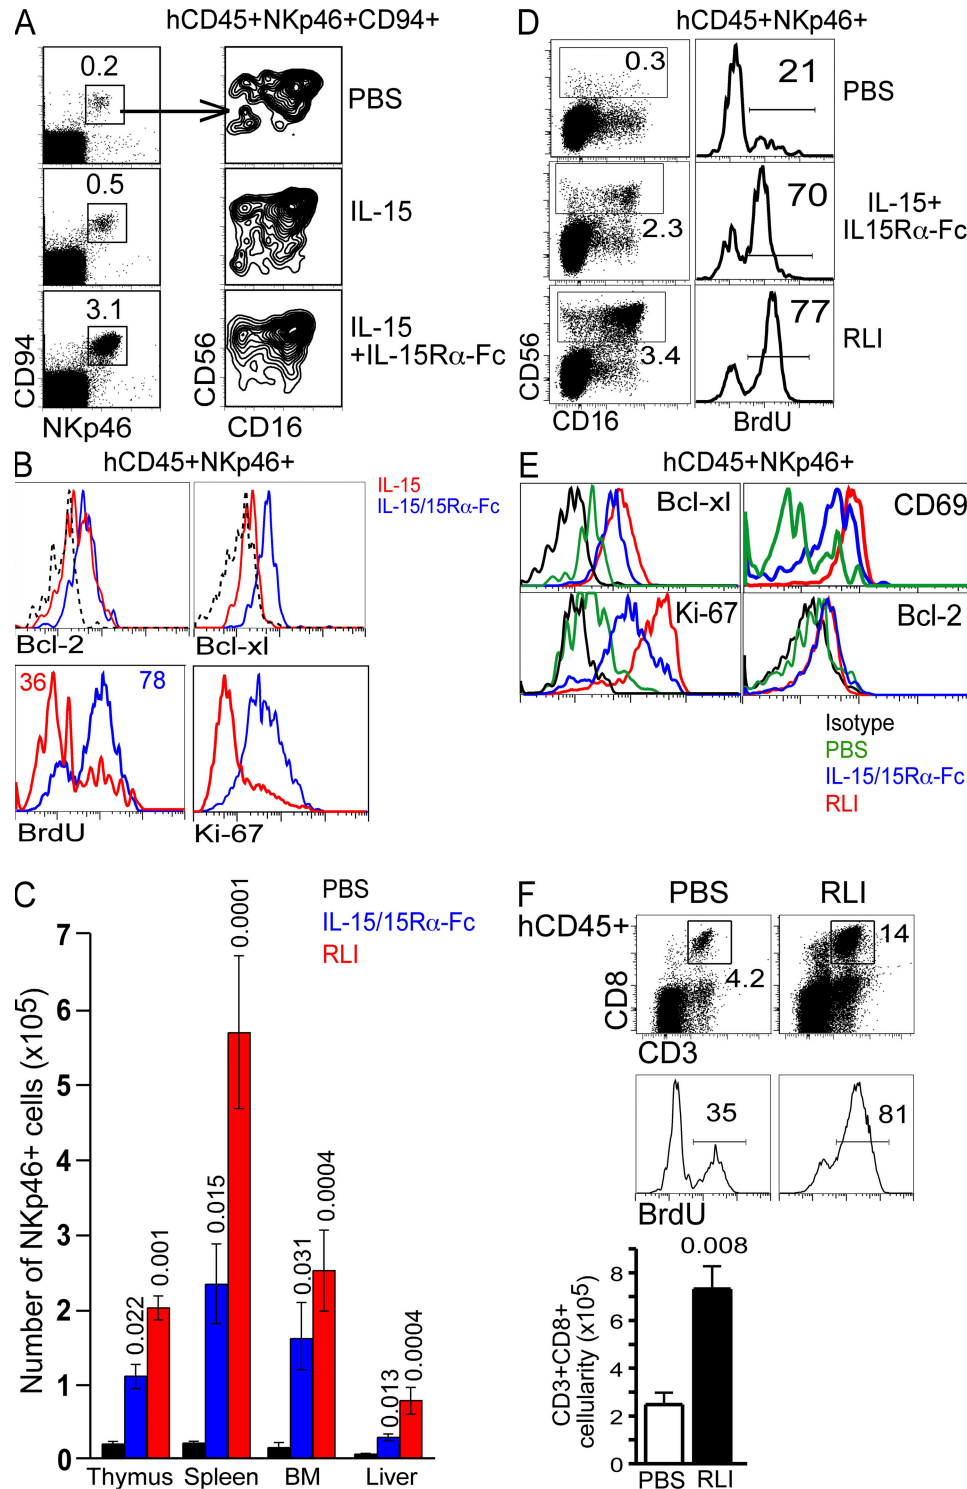 A
hCD45+NKp46+CD94+
0.2
PBS
0.5
IL-15
3.1
IL-15
+IL-15Rα-Fc
CD94
CD56
NKp46
CD16
B
hCD45+NKp46+
IL-15
IL-15/15Rα-Fc
Bcl-2
Bcl-xl
36
78
BrdU
Ki-67
C
PBS
IL-15/15Rα-Fc
RLI
Number of NKp46+ cells (x10⁵)
7
6
5
4
3
2
1
0
0.022
0.001
0.015
0.0001
0.031
0.0004
0.013
0.0004
Thymus
Spleen
BM
Liver
D
hCD45+NKp46+
0.3
21
PBS
2.3
70
IL-15+
IL15Rα-Fc
3.4
77
RLI
CD56
CD16
BrdU
E
hCD45+NKp46+
Bcl-xl
CD69
Ki-67
Bcl-2
Isotype
PBS
IL-15/15Rα-Fc
RLI
F
PBS
RLI
hCD45+
4.2
14
CD8
CD3
35
81
BrdU
0.008
CD3+CD8+
cellularity (x10⁵)
8
6
4
2
0
PBS
RLI